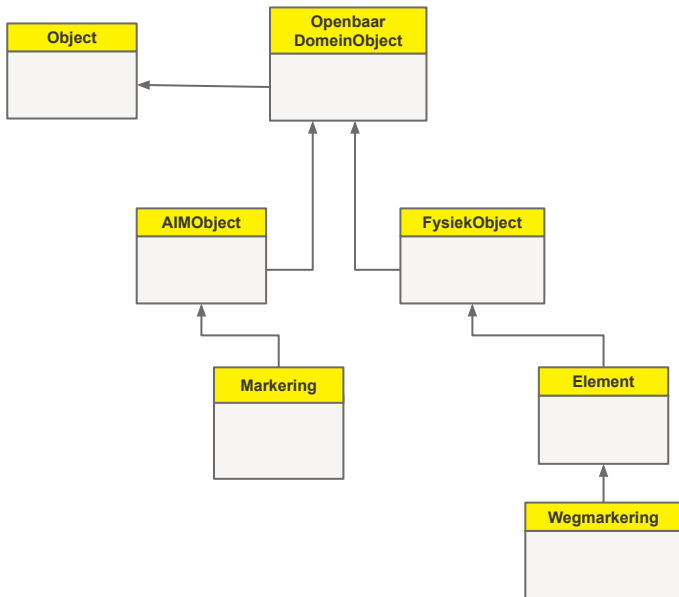 Object
Openbaar
DomeinObject
AIMObject
FysiekObject
Markering
Element
Wegmarkering